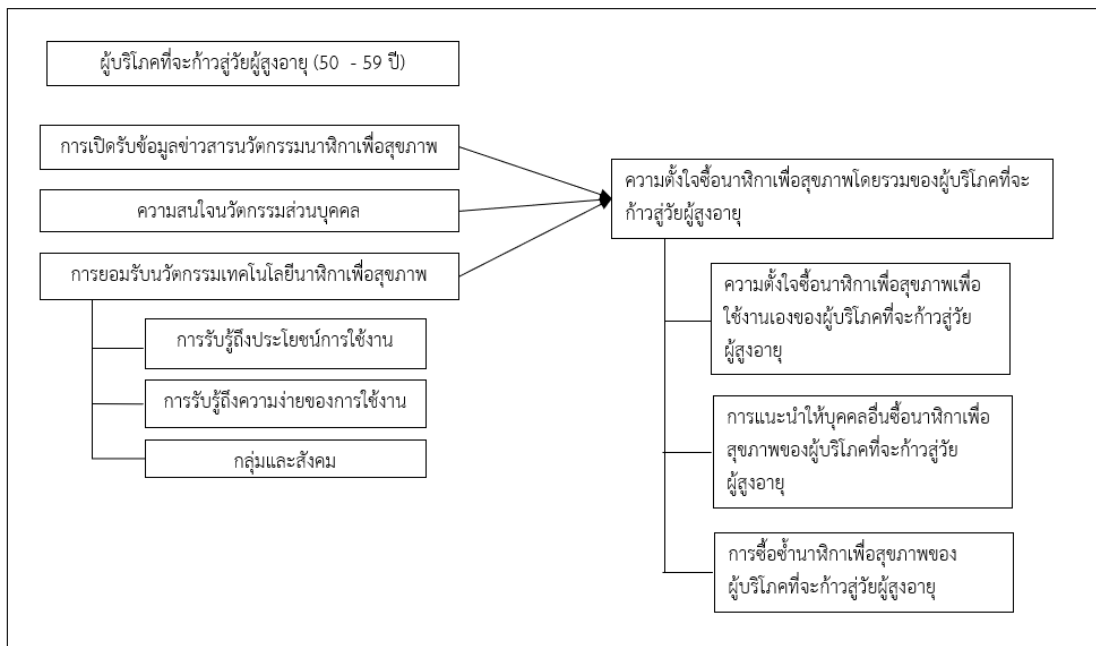 ผู้บริโภคที่จะก้าวสู่วัยผู้สูงอายุ (50 - 59 ปี)
การเปิดรับข้อมูลข่าวสารนวัตกรรมนาฬิกาเพื่อสุขภาพ
ความสนใจนวัตกรรมส่วนบุคคล
การยอมรับนวัตกรรมเทคโนโลยีนาฬิกาเพื่อสุขภาพ
การรับรู้ถึงประโยชน์การใช้งาน
การรับรู้ถึงความง่ายของการใช้งาน
กลุ่มและสังคม
ความตั้งใจซื้อนาฬิกาเพื่อสุขภาพโดยรวมของผู้บริโภคที่จะ
ก้าวสู่วัยผู้สูงอายุ
ความตั้งใจซื้อนาฬิกาเพื่อสุขภาพเพื่อ
ใช้งานเองของผู้บริโภคที่จะก้าวสู่วัย
ผู้สูงอายุ
การแนะนำให้บุคคลอื่นซื้อนาฬิกาเพื่อ
สุขภาพของผู้บริโภคที่จะก้าวสู่วัย
ผู้สูงอายุ
การซื้อซ้ำนาฬิกาเพื่อสุขภาพของ
ผู้บริโภคที่จะก้าวสู่วัยผู้สูงอายุ